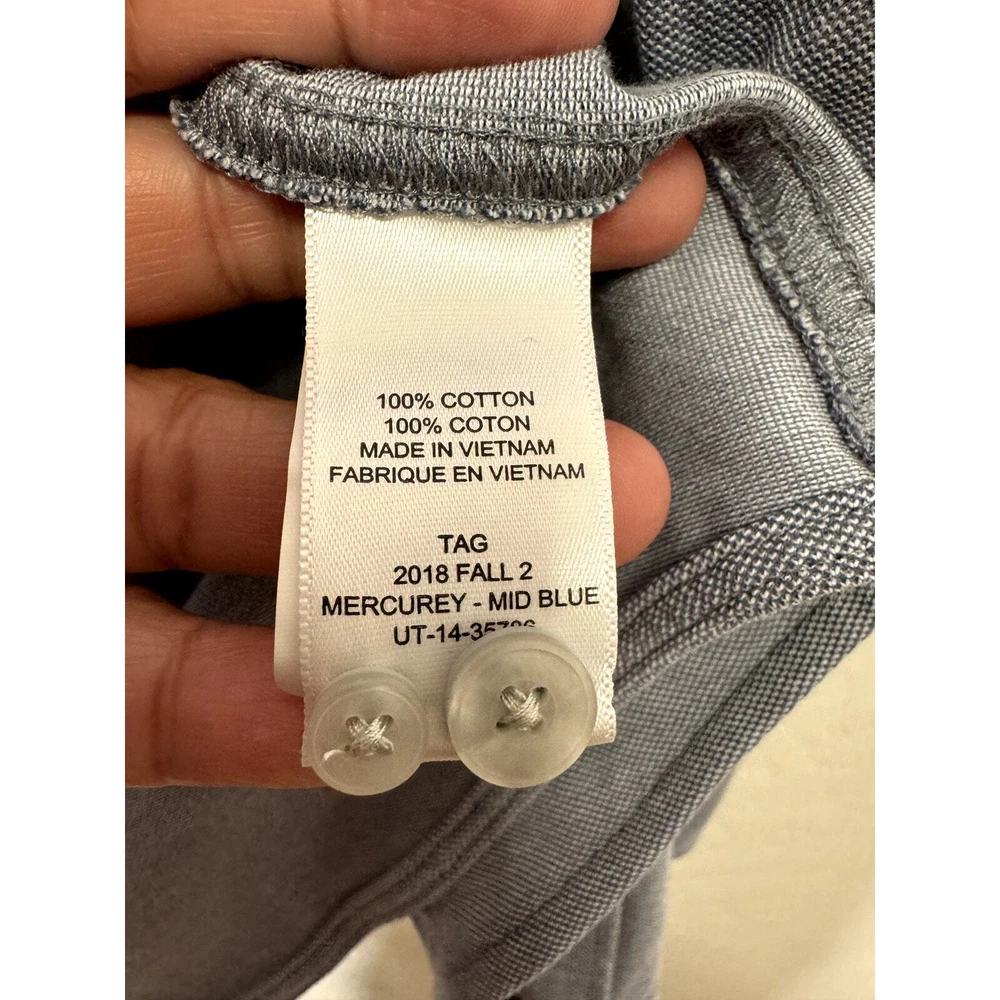 100% COTTON
100% COTON
MADE IN VIETNAM
FABRIQUE EN VIETNAM
TAG
2018 FALL 2
MERCUREY - MID BLUE